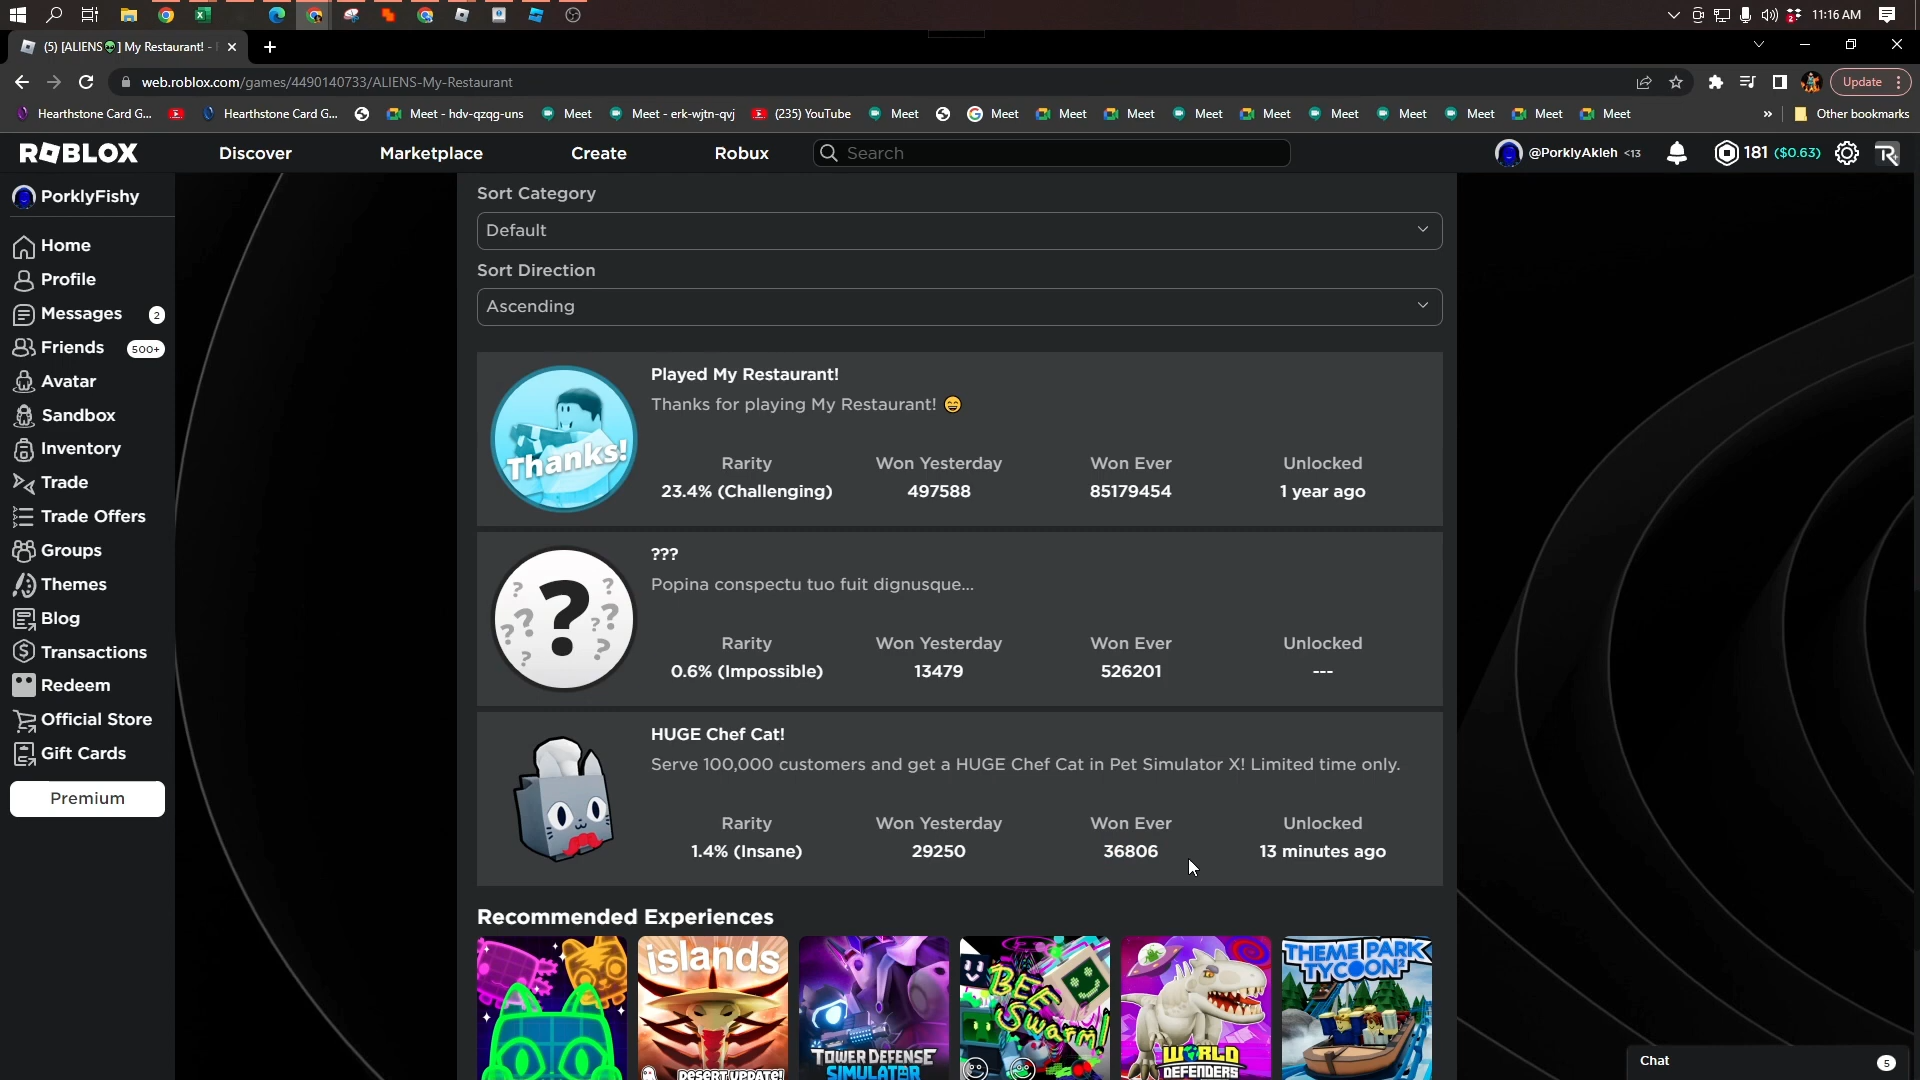 11:16 AM
(5) [ALIENS👽] My Restaurant! -
web.roblox.com/games/4490140733/ALIENS-My-Restaurant
Update
Hearthstone Card G...
Hearthstone Card G...
Meet - hdv-qzqg-uns
Meet
Meet - erk-wjtn-qvj
(235) YouTube
Meet
Meet
Meet
Meet
Meet
Meet
Meet
Meet
Meet
Meet
Meet
»
Other bookmarks
ROBLOX
Discover
Marketplace
Create
Robux
Search
@PorklyAkleh <13
181 ($0.63)
PorklyFishy
Home
Profile
Messages 2
Friends 500+
Avatar
Sandbox
Inventory
Trade
Trade Offers
Groups
Themes
Blog
Transactions
Redeem
Official Store
Gift Cards
Premium
Sort Category
Default
Sort Direction
Ascending
Thanks!
Played My Restaurant!
Thanks for playing My Restaurant! 😄
Rarity Won Yesterday Won Ever Unlocked
23.4% (Challenging) 497588 85179454 1 year ago
???
Popina conspectu tuo fuit dignusque...
Rarity Won Yesterday Won Ever Unlocked
0.6% (Impossible) 13479 526201 ---
HUGE Chef Cat!
Serve 100,000 customers and get a HUGE Chef Cat in Pet Simulator X! Limited time only.
Rarity Won Yesterday Won Ever Unlocked
1.4% (Insane) 29250 36806 13 minutes ago
Recommended Experiences
islands
DESERT UPDATE!
TOWER DEFENSE
SIMULATOR
BEE
Swarm!
WORLD
DEFENDERS
THEME PARK
TYCOON 2
Chat 5